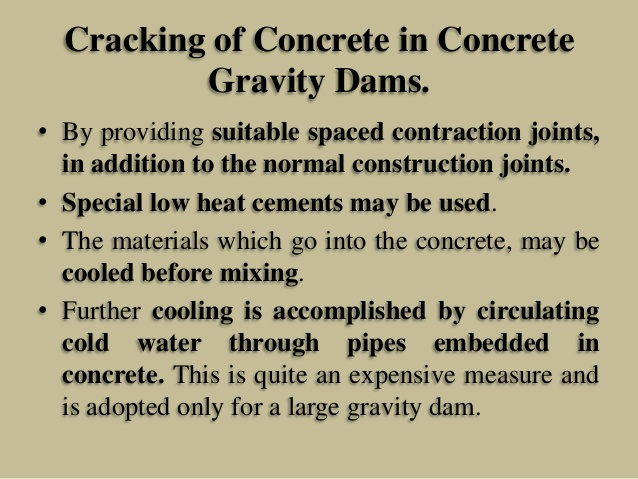 Cracking of Concrete in Concrete
Gravity Dams.
• By providing suitable spaced contraction joints,
in addition to the normal construction joints.
• Special low heat cements may be used.
• The materials which go into the concrete, may be
cooled before mixing.
• Further cooling is accomplished by circulating
cold water through pipes embedded in
concrete. This is quite an expensive measure and
is adopted only for a large gravity dam.